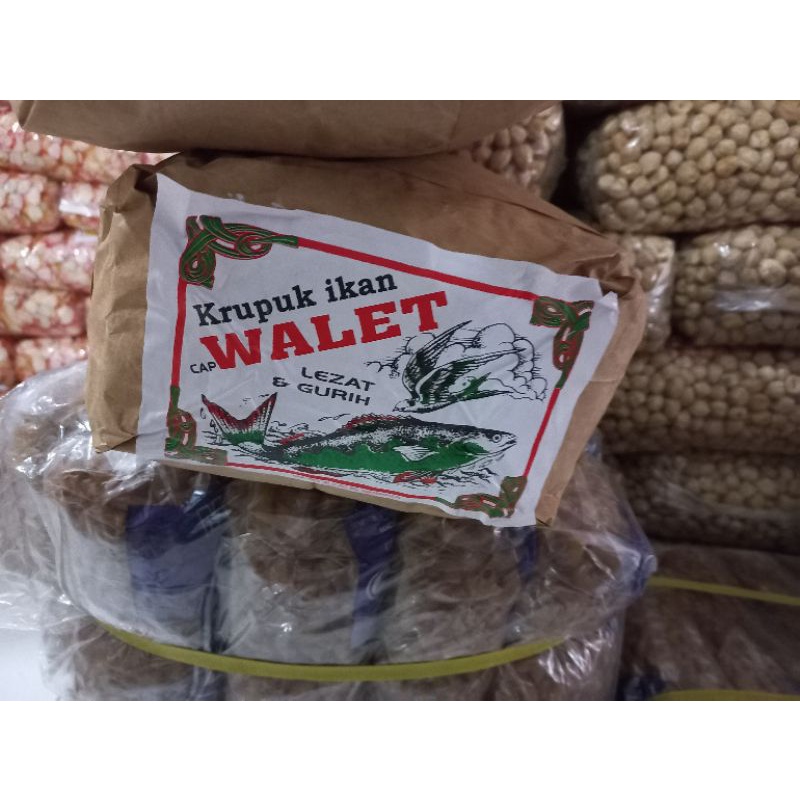 Krupuk ikan
CAP WALET
LEZAT
& GURIH